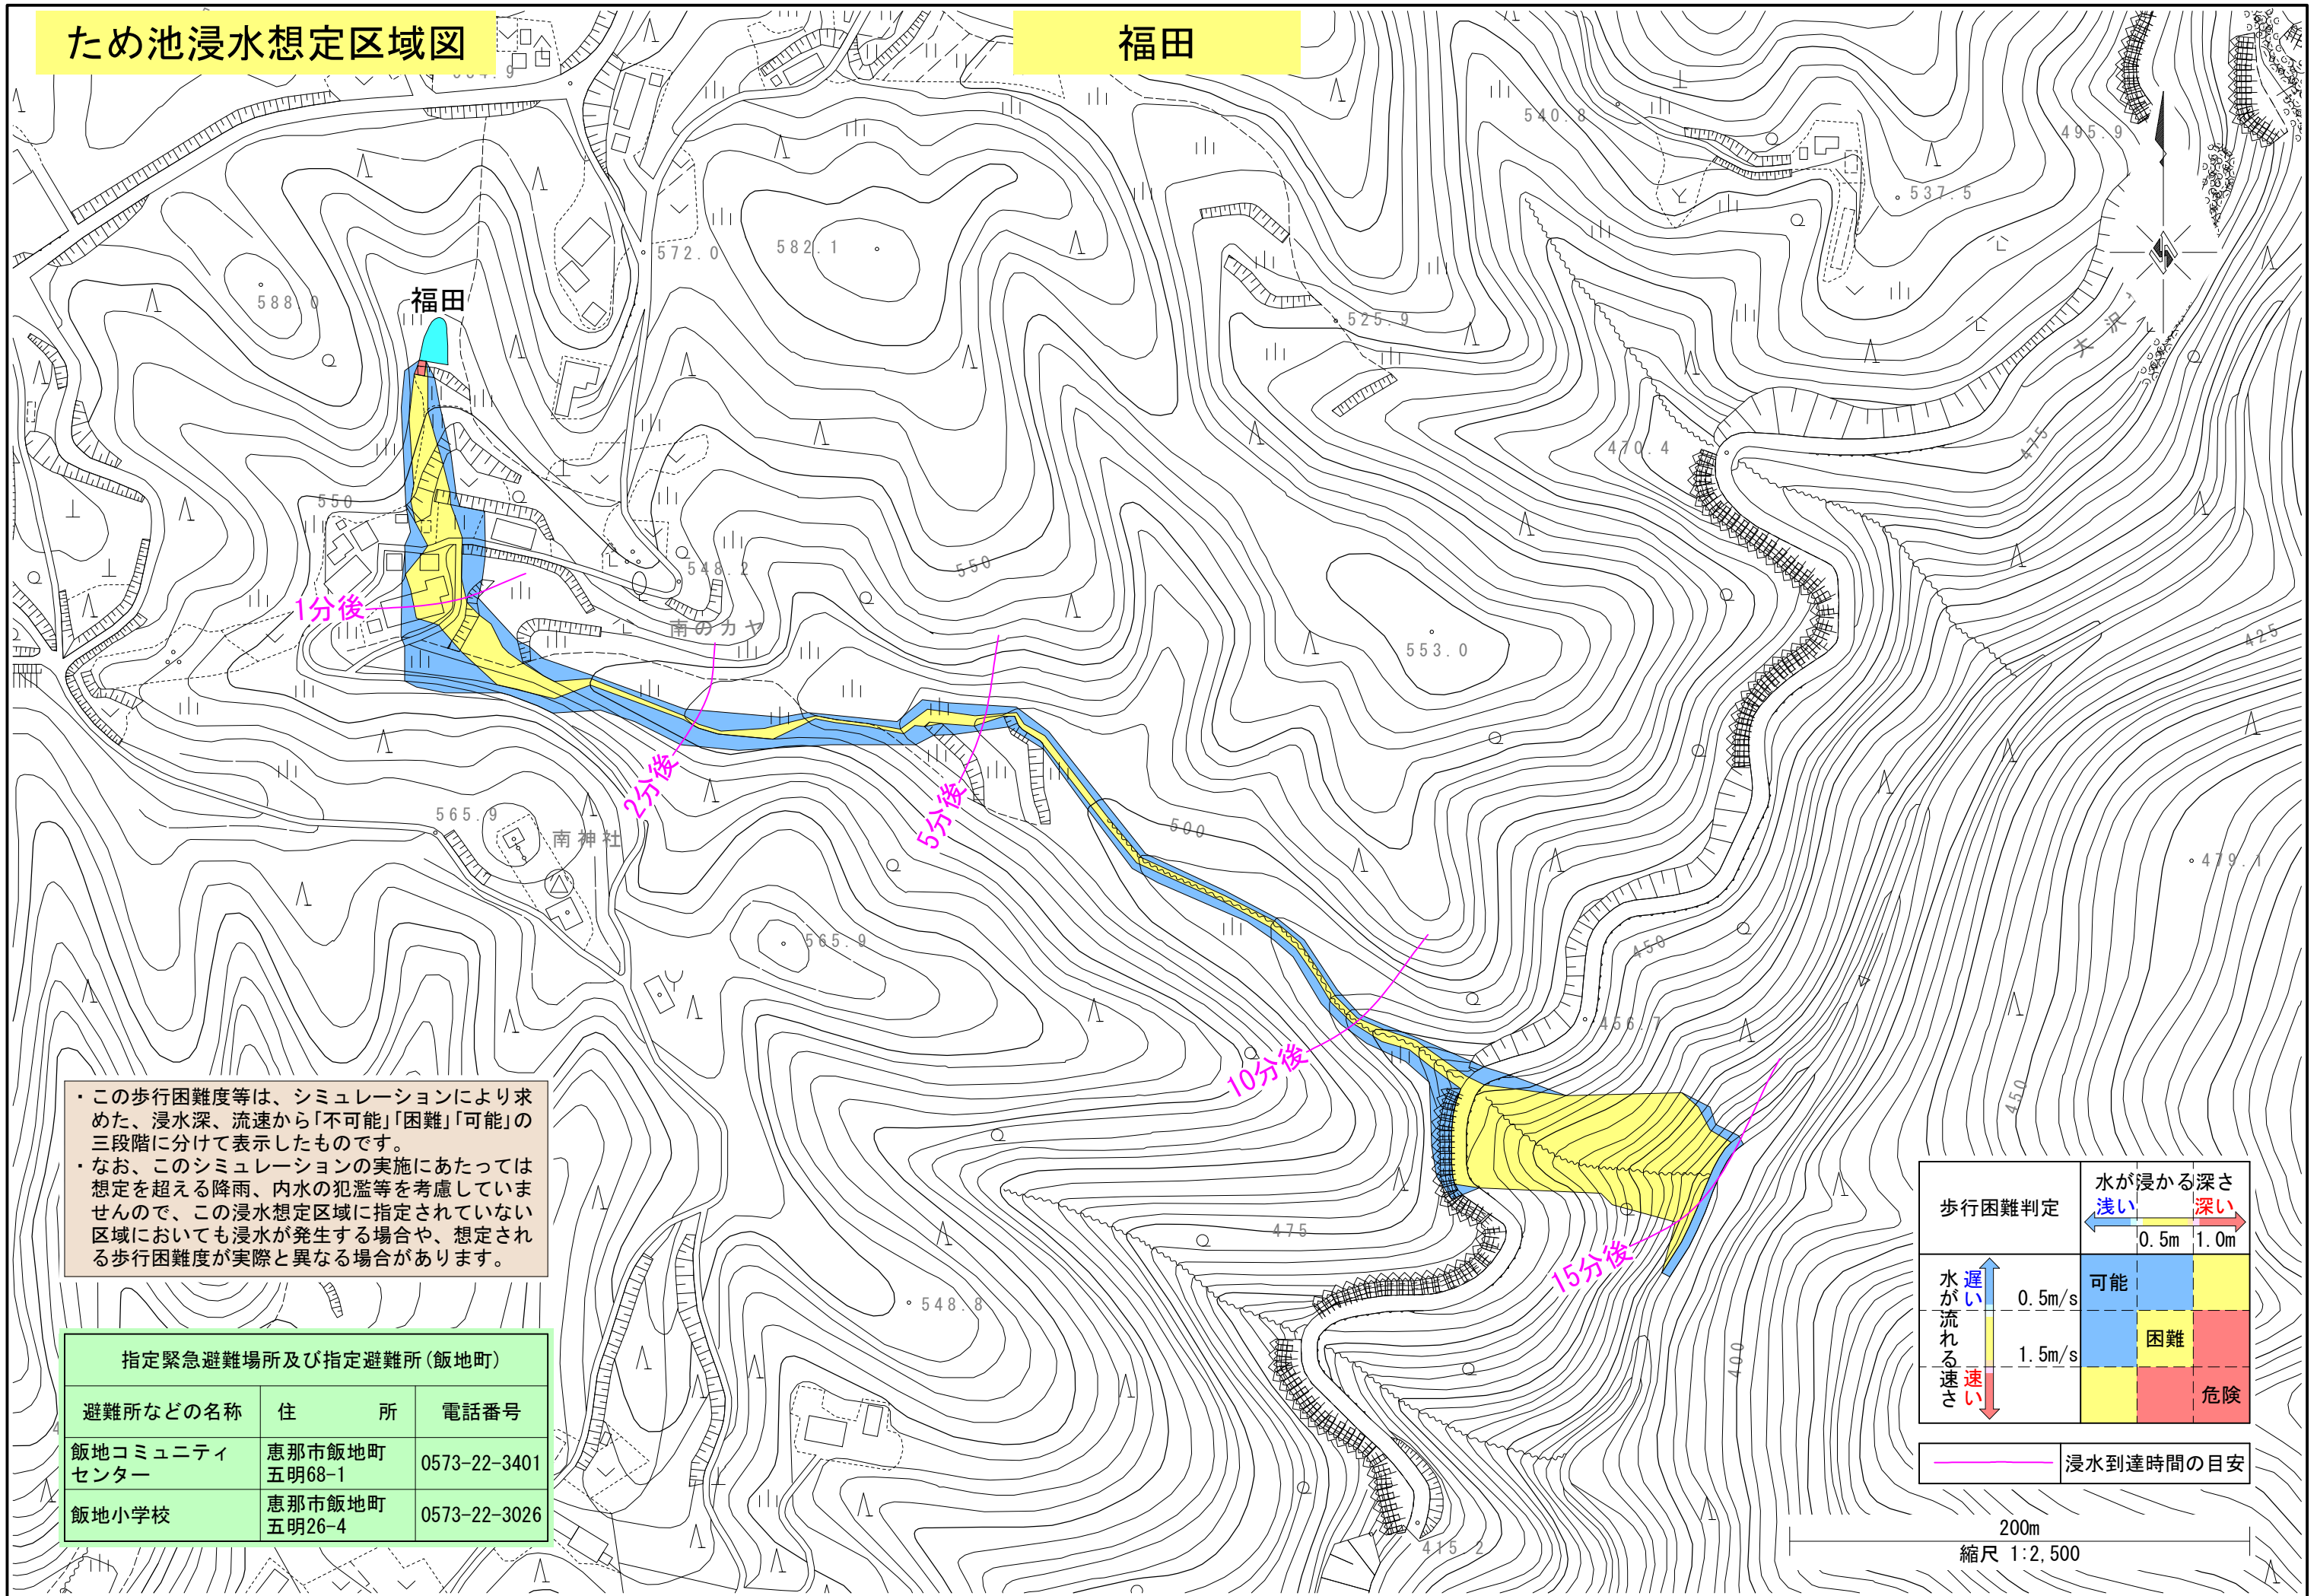 ため池浸水想定区域図
福田
540.8
495.9
537.5
572.0
582.1
588.0
福田
525.9
大沢
470.4
475
550
548.2
550
1分後
南のカヤ
553.0
425
2分後
5分後
500
565.9
南神社
479.1
565.9
450
456.7
10分後
450
・この歩行困難度等は、シミュレーションにより求
めた、浸水深、流速から｢不可能｣｢困難｣｢可能｣の
三段階に分けて表示したものです。
・なお、このシミュレーションの実施にあたっては
想定を超える降雨、内水の犯濫等を考慮していま
せんので、この浸水想定区域に指定されていない
区域においても浸水が発生する場合や、想定され
る歩行困難度が実際と異なる場合があります。
475
15分後
548.8
400
415.2
歩行困難判定
水が浸かる深さ
浅い 深い
0.5m 1.0m
水が流れる速さ
遅い
速い
0.5m/s
1.5m/s
可能
困難
危険
浸水到達時間の目安
200m
縮尺 1:2,500
指定緊急避難場所及び指定避難所(飯地町)
避難所などの名称 住 所 電話番号
飯地コミュニティ
センター
恵那市飯地町
五明68-1
0573-22-3401
飯地小学校
恵那市飯地町
五明26-4
0573-22-3026